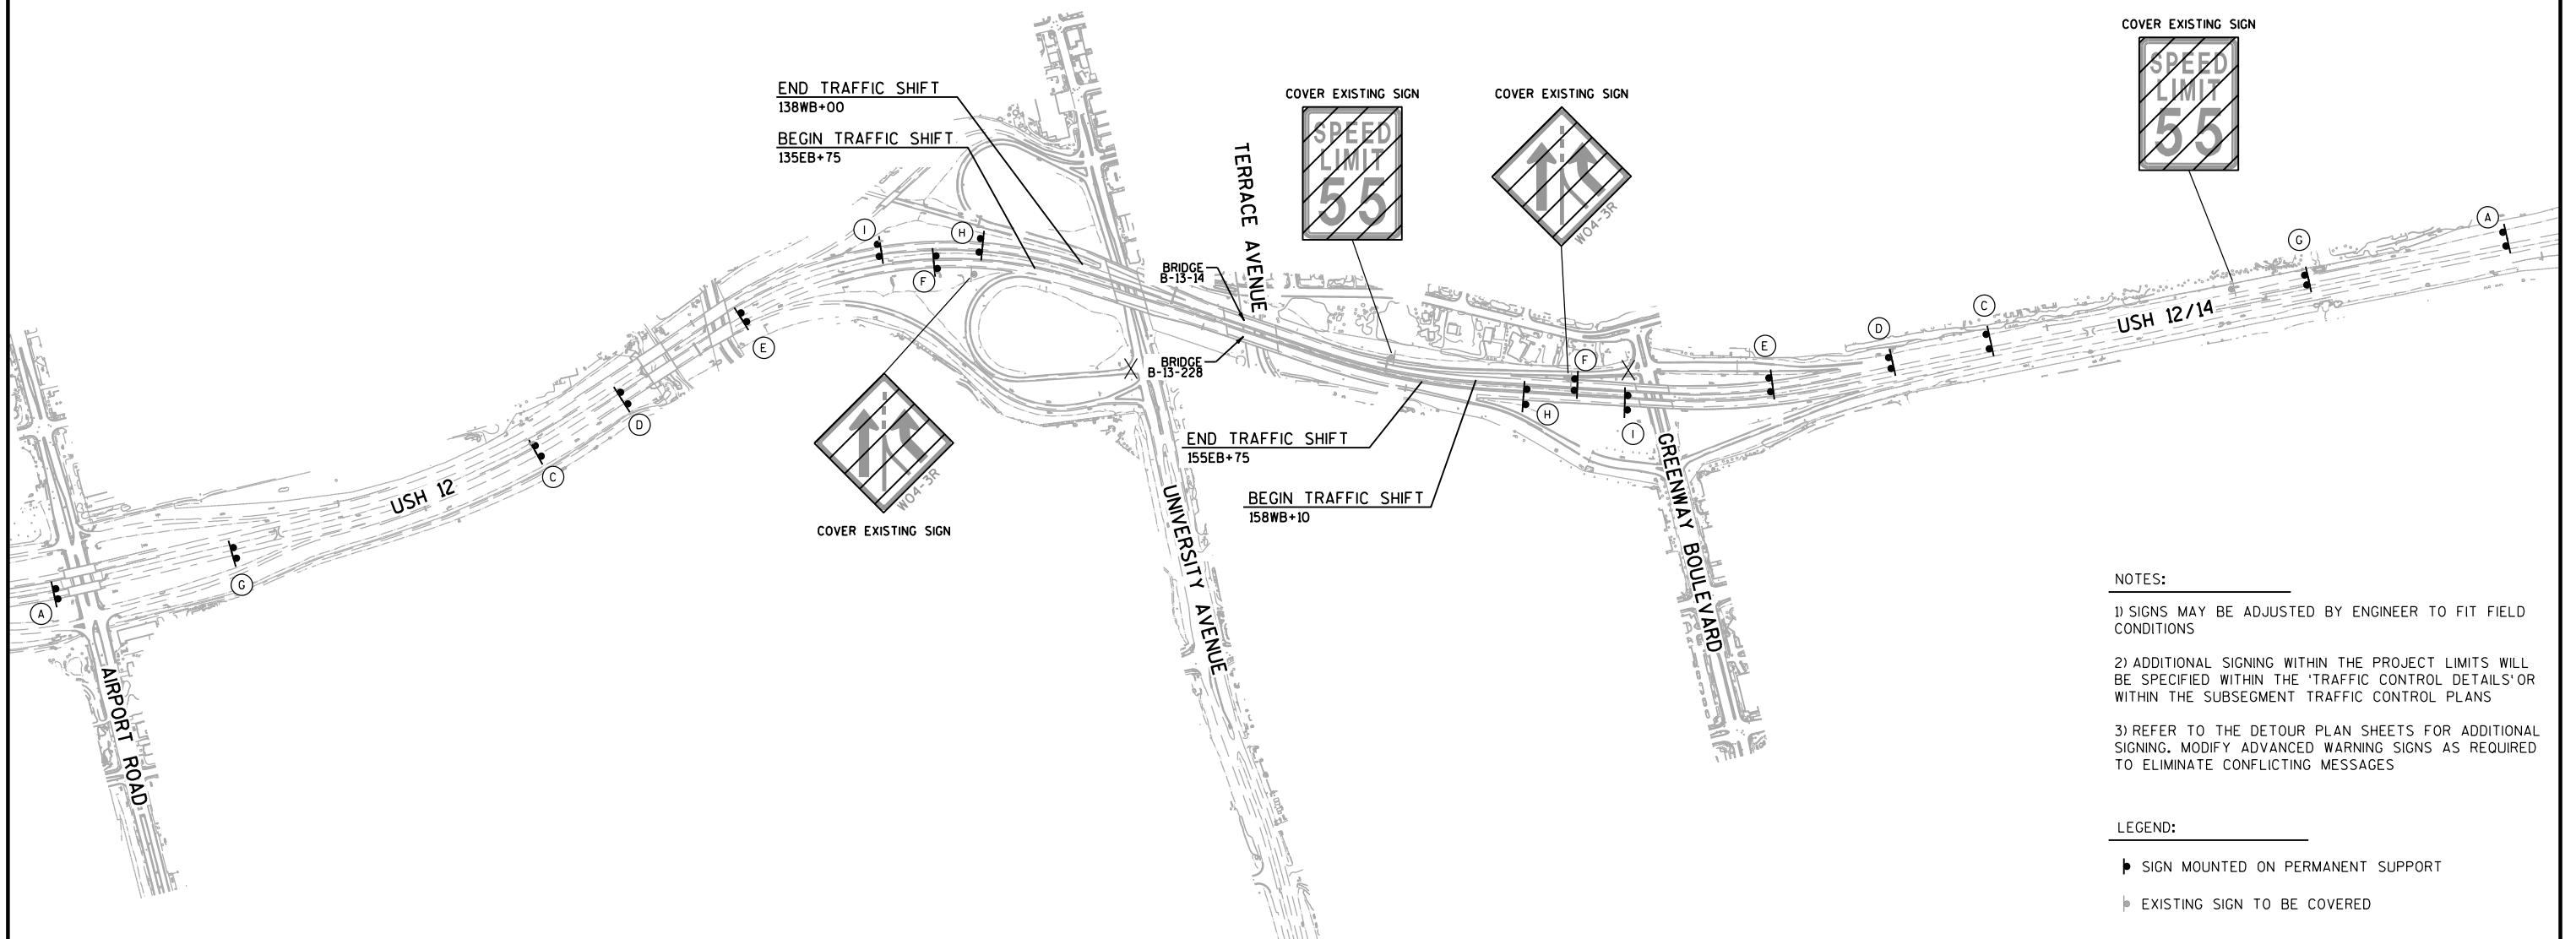 COVER EXISTING SIGN
SPEED
LIMIT
55
END TRAFFIC SHIFT
138WB+00
BEGIN TRAFFIC SHIFT
135EB+75
COVER EXISTING SIGN
SPEED
LIMIT
55
COVER EXISTING SIGN
WO4-3R
TERRACE AVENUE
BRIDGE
B-13-14
BRIDGE
B-13-228
I
H
F
E
D
C
G
A
USH 12
AIRPORT ROAD
WO4-3R
COVER EXISTING SIGN
UNIVERSITY AVENUE
END TRAFFIC SHIFT
155EB+75
BEGIN TRAFFIC SHIFT
158WB+10
H
F
I
E
D
C
G
A
USH 12/14
GREENWAY BOULEVARD
NOTES:
1) SIGNS MAY BE ADJUSTED BY ENGINEER TO FIT FIELD
CONDITIONS
2) ADDITIONAL SIGNING WITHIN THE PROJECT LIMITS WILL
BE SPECIFIED WITHIN THE 'TRAFFIC CONTROL DETAILS' OR
WITHIN THE SUBSEGMENT TRAFFIC CONTROL PLANS
3) REFER TO THE DETOUR PLAN SHEETS FOR ADDITIONAL
SIGNING. MODIFY ADVANCED WARNING SIGNS AS REQUIRED
TO ELIMINATE CONFLICTING MESSAGES
LEGEND:
SIGN MOUNTED ON PERMANENT SUPPORT
EXISTING SIGN TO BE COVERED